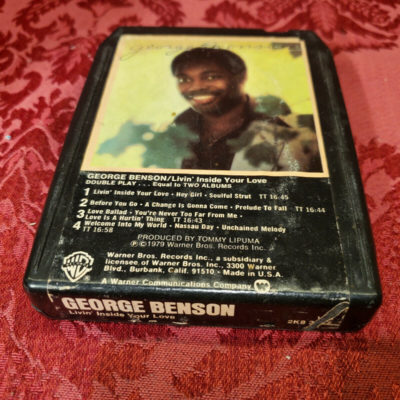 george benson
GEORGE BENSON/Livin' Inside Your Love
DOUBLE PLAY . . . Equal to TWO ALBUMS
1 Livin' Inside Your Love • Hey Girl • Soulful Strut TT 16:45
2 Before You Go • A Change Is Gonna Come • Prelude To Fall • TT 16:44
3 Love Ballad • You're Never Too Far From Me •
Love Is A Hurtin' Thing TT 16:43
4 Welcome Into My World • Nassau Day • Unchained Melody
TT 16:58
PRODUCED BY TOMMY LIPUMA
℗©1979 Warner Bros. Records Inc.
Warner Bros. Records Inc., a subsidiary &
licensee of Warner Bros. Inc., 3300 Warner
Blvd., Burbank, Calif. 91510 • Made in U.S.A.
A Warner Communications Company
GEORGE BENSON
Livin' Inside Your Love
2K8